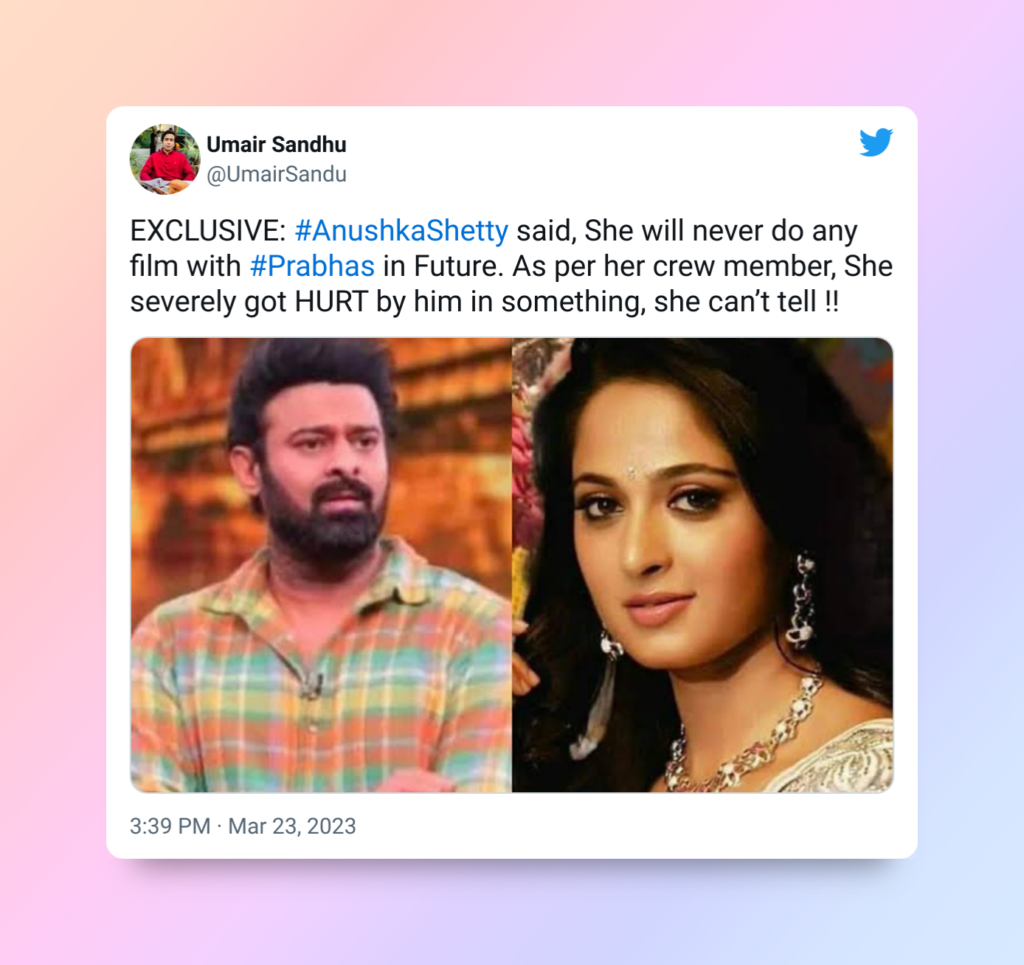 Umair Sandhu
@UmairSandu
EXCLUSIVE: #AnushkaShetty said, She will never do any
film with #Prabhas in Future. As per her crew member, She
severely got HURT by him in something, she can’t tell !!
3:39 PM · Mar 23, 2023